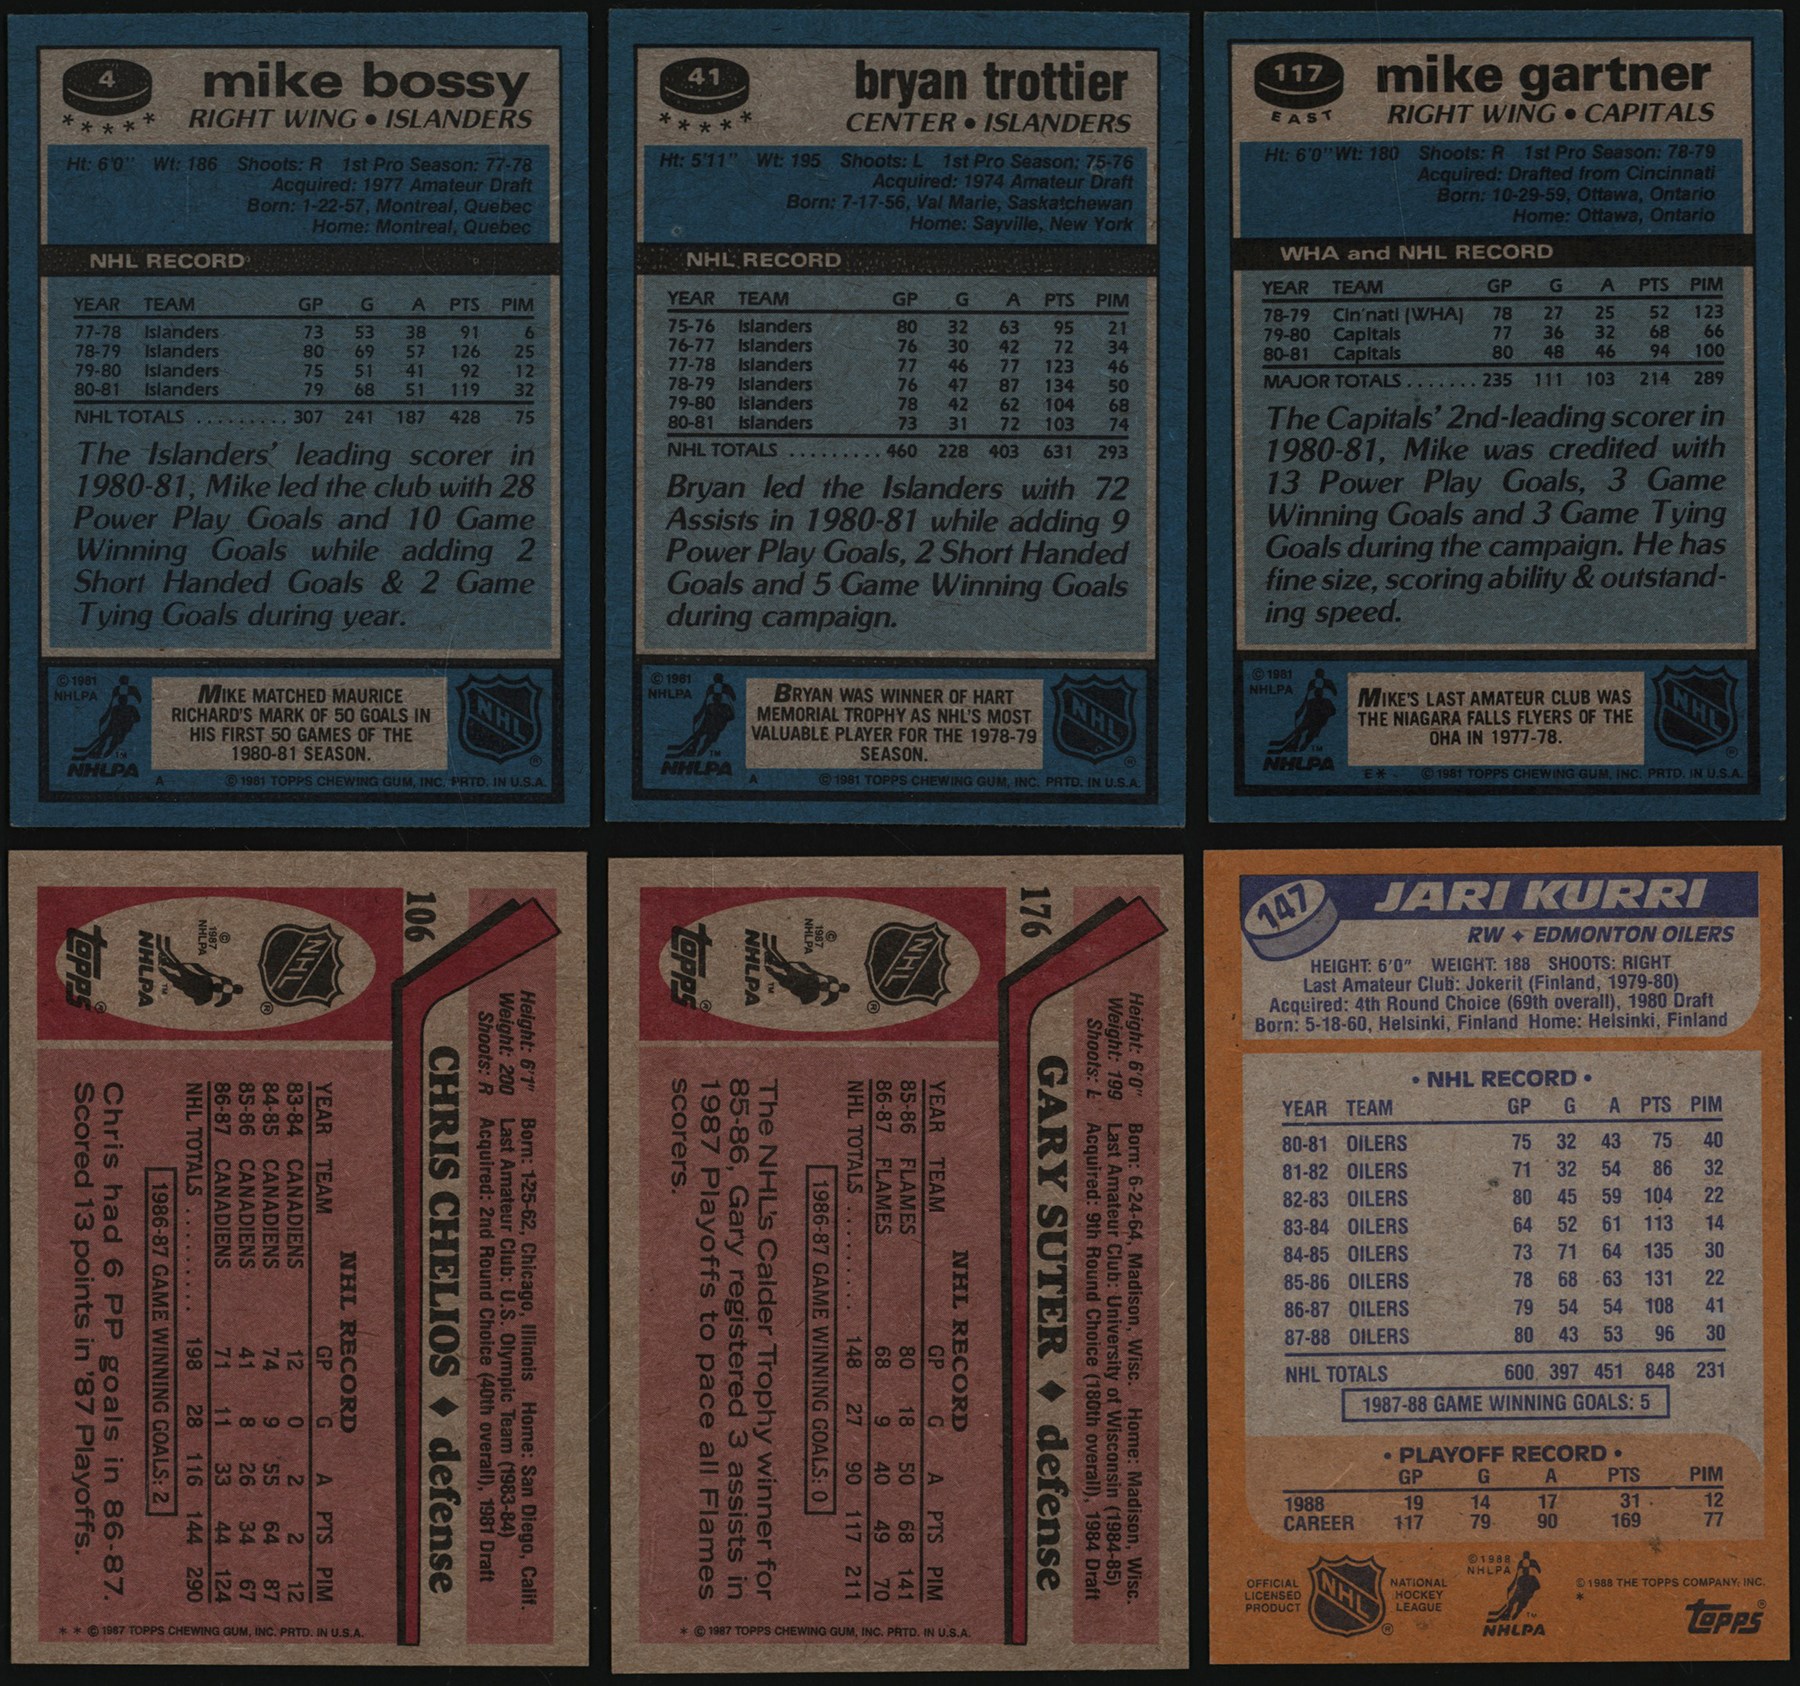 4
mike bossy
RIGHT WING • ISLANDERS
Ht: 6'0" Wt: 186 Shoots: R 1st Pro Season: 77-78
Acquired: 1977 Amateur Draft
Born: 1-22-57, Montreal, Quebec
Home: Montreal, Quebec
NHL RECORD
YEAR TEAM GP G A PTS PIM
77-78 Islanders 73 53 38 91 6
78-79 Islanders 80 69 57 126 25
79-80 Islanders 75 51 41 92 12
80-81 Islanders 79 68 51 119 32
NHL TOTALS ......... 307 241 187 428 75
The Islanders' leading scorer in
1980-81, Mike led the club with 28
Power Play Goals and 10 Game
Winning Goals while adding 2
Short Handed Goals & 2 Game
Tying Goals during year.
© 1981
NHLPA
NHLPA
MIKE MATCHED MAURICE
RICHARD'S MARK OF 50 GOALS IN
HIS FIRST 50 GAMES OF THE
1980-81 SEASON.
NHL
A © 1981 TOPPS CHEWING GUM, INC. PRTD. IN U.S.A.
41
bryan trottier
CENTER • ISLANDERS
Ht: 5'11" Wt: 195 Shoots: L 1st Pro Season: 75-76
Acquired: 1974 Amateur Draft
Born: 7-17-56, Val Marie, Saskatchewan
Home: Sayville, New York
NHL RECORD
YEAR TEAM GP G A PTS PIM
75-76 Islanders 80 32 63 95 21
76-77 Islanders 76 30 42 72 34
77-78 Islanders 77 46 77 123 46
78-79 Islanders 76 47 87 134 50
79-80 Islanders 78 42 62 104 68
80-81 Islanders 73 31 72 103 74
NHL TOTALS ......... 460 228 403 631 293
Bryan led the Islanders with 72
Assists in 1980-81 while adding 9
Power Play Goals, 2 Short Handed
Goals and 5 Game Winning Goals
during campaign.
© 1981
NHLPA
NHLPA
BRYAN WAS WINNER OF HART
MEMORIAL TROPHY AS NHL'S MOST
VALUABLE PLAYER FOR THE 1978-79
SEASON.
NHL
A © 1981 TOPPS CHEWING GUM, INC. PRTD. IN U.S.A.
117
EAST
mike gartner
RIGHT WING • CAPITALS
Ht: 6'0" Wt: 180 Shoots: R 1st Pro Season: 78-79
Acquired: Drafted from Cincinnati
Born: 10-29-59, Ottawa, Ontario
Home: Ottawa, Ontario
WHA and NHL RECORD
YEAR TEAM GP G A PTS PIM
78-79 Cin'nati (WHA) 78 27 25 52 123
79-80 Capitals 77 36 32 68 66
80-81 Capitals 80 48 46 94 100
MAJOR TOTALS ....... 235 111 103 214 289
The Capitals' 2nd-leading scorer in
1980-81, Mike was credited with
13 Power Play Goals, 3 Game
Winning Goals and 3 Game Tying
Goals during the campaign. He has
fine size, scoring ability & outstand-
ing speed.
© 1981
NHLPA
NHLPA
MIKE'S LAST AMATEUR CLUB WAS
THE NIAGARA FALLS FLYERS OF THE
OHA IN 1977-78.
NHL
E* © 1981 TOPPS CHEWING GUM, INC. PRTD. IN U.S.A.
106
Height: 6'1" Born: 1-25-62, Chicago, Illinois Home: San Diego, Calif.
Weight: 200 Last Amateur Club: U.S. Olympic Team (1983-84)
Shoots: R Acquired: 2nd Round Choice (40th overall), 1981 Draft
CHRIS CHELIOS ♦ defense
NHL
© 1987 NHLPA
NHLPA
topps
NHL RECORD
YEAR TEAM GP G A PTS PIM
83-84 CANADIENS 12 0 2 2 12
84-85 CANADIENS 74 9 55 64 87
85-86 CANADIENS 41 8 26 34 67
86-87 CANADIENS 71 11 33 44 124
NHL TOTALS ......... 198 28 116 144 290
1986-87 GAME WINNING GOALS: 2
Chris had 6 PP goals in 86-87.
Scored 13 points in '87 Playoffs.
* * © 1987 TOPPS CHEWING GUM, INC. PRTD. IN U.S.A.
176
Height: 6'0" Born: 6-24-64, Madison, Wisc. Home: Madison, Wisc.
Weight: 199 Last Amateur Club: University of Wisconsin (1984-85)
Shoots: L Acquired: 9th Round Choice (180th overall), 1984 Draft
GARY SUTER ♦ defense
NHL
© 1987 NHLPA
NHLPA
topps
NHL RECORD
YEAR TEAM GP G A PTS PIM
85-86 FLAMES 80 18 50 68 141
86-87 FLAMES 68 9 40 49 70
NHL TOTALS ......... 148 27 90 117 211
1986-87 GAME WINNING GOALS: 0
The NHL's Calder Trophy winner for
85-86, Gary registered 3 assists in
1987 Playoffs to pace all Flames
scorers.
* © 1987 TOPPS CHEWING GUM, INC. PRTD. IN U.S.A.
147
JARI KURRI
RW ✦ EDMONTON OILERS
HEIGHT: 6'0" WEIGHT: 188 SHOOTS: RIGHT
Last Amateur Club: Jokerit (Finland, 1979-80)
Acquired: 4th Round Choice (69th overall), 1980 Draft
Born: 5-18-60, Helsinki, Finland Home: Helsinki, Finland
• NHL RECORD •
YEAR TEAM GP G A PTS PIM
80-81 OILERS 75 32 43 75 40
81-82 OILERS 71 32 54 86 32
82-83 OILERS 80 45 59 104 22
83-84 OILERS 64 52 61 113 14
84-85 OILERS 73 71 64 135 30
85-86 OILERS 78 68 63 131 22
86-87 OILERS 79 54 54 108 41
87-88 OILERS 80 43 53 96 30
NHL TOTALS 600 397 451 848 231
1987-88 GAME WINNING GOALS: 5
• PLAYOFF RECORD •
GP G A PTS PIM
1988 19 14 17 31 12
CAREER 117 79 90 169 77
OFFICIAL LICENSED PRODUCT
NHL
NATIONAL HOCKEY LEAGUE
© 1988 NHLPA
NHLPA
© 1988 THE TOPPS COMPANY, INC.
*
topps